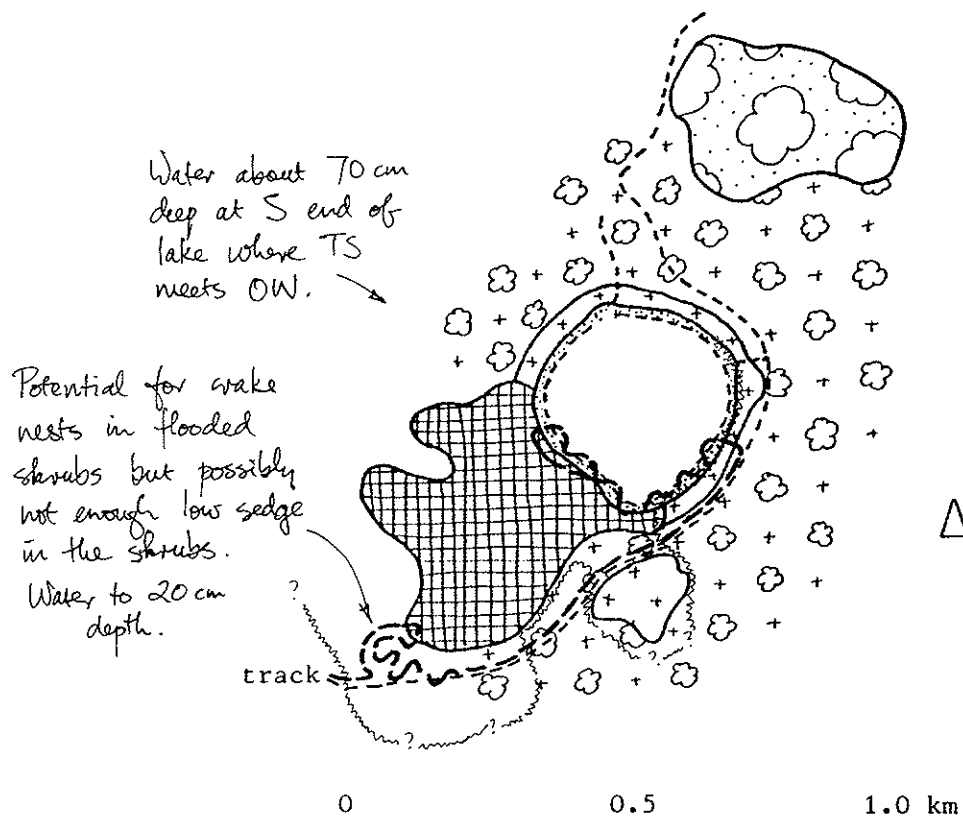 Water about 70 cm
deep at S end of
lake where TS
meets OW.
Potential for crake
nests in flooded
shrubs but possibly
not enough low sedge
in the shrubs.
Water to 20 cm
depth.
?
track
?
?
?
0 0.5 1.0 km